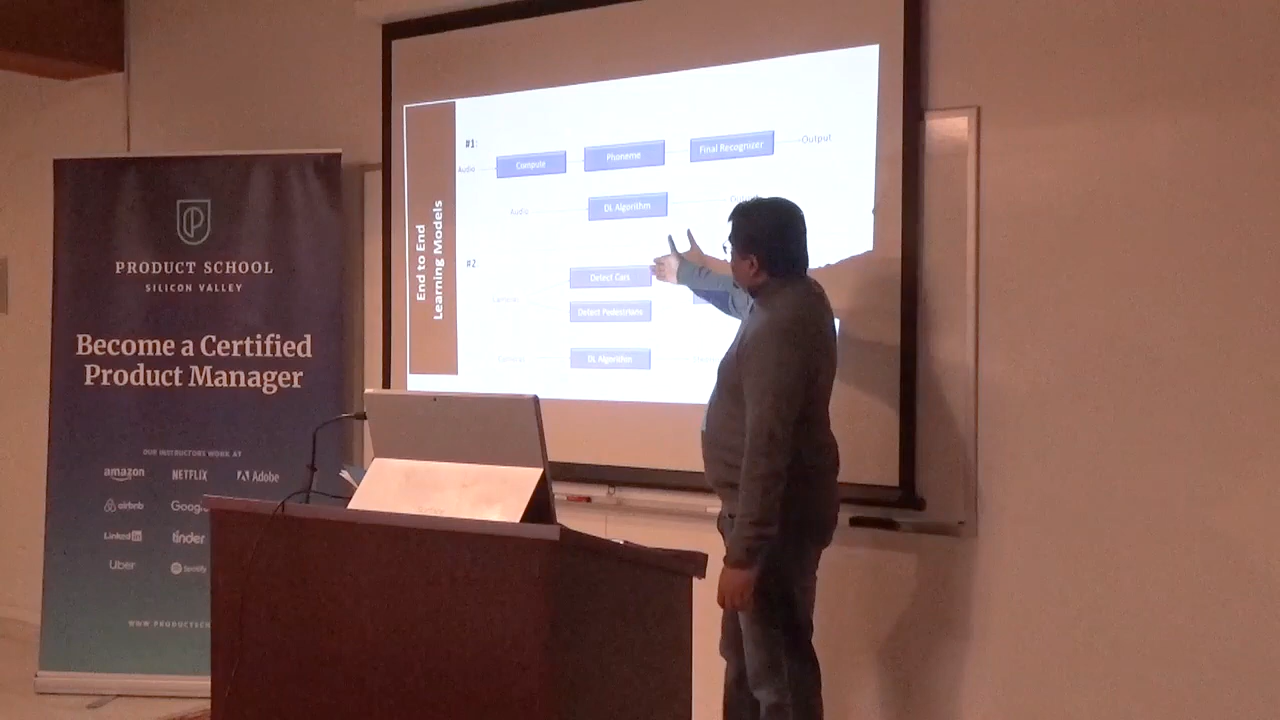 PRODUCT SCHOOL
SILICON VALLEY
Become a Certified
Product Manager
OUR INSTRUCTORS WORK AT
amazon NETFLIX Adobe
airbnb Google
LinkedIn tinder
Uber Spotify
WWW.PRODUCTSCH
End to End
Learning Models
#1:
Audio Compute Phoneme Final Recognizer Output
Audio DL Algorithm
#2
Detect Cars
Detect Pedestrians
DL Algorithm